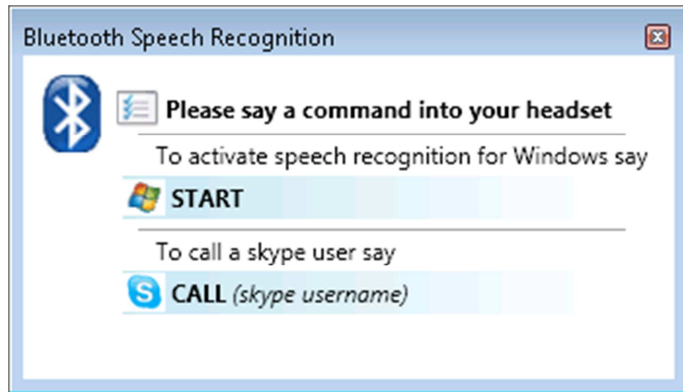 Bluetooth Speech Recognition
Please say a command into your headset
To activate speech recognition for Windows say
START
To call a skype user say
CALL (skype username)